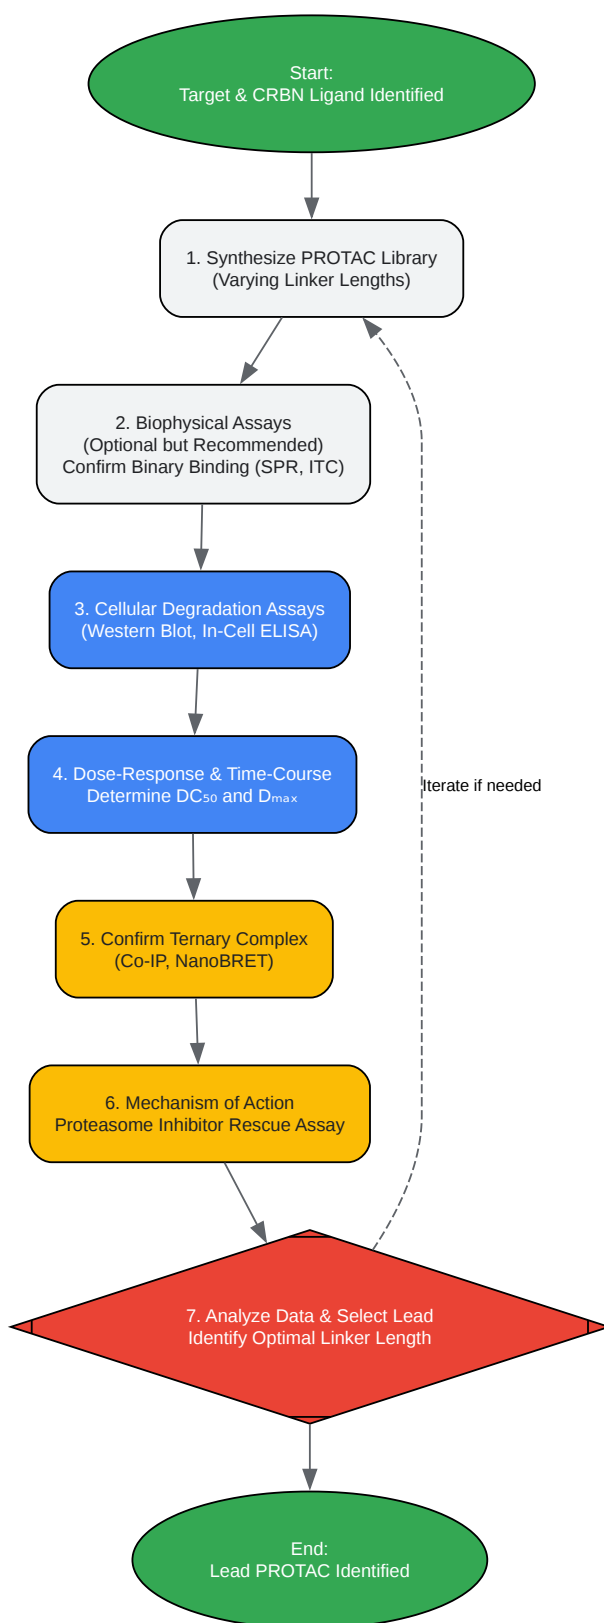 Start:
Target & CRBN Ligand Identified
1. Synthesize PROTAC Library
(Varying Linker Lengths)
2. Biophysical Assays
(Optional but Recommended)
Confirm Binary Binding (SPR, ITC)
3. Cellular Degradation Assays
(Western Blot, In-Cell ELISA)
4. Dose-Response & Time-Course
Determine DC₅₀ and Dₘₐₓ
Iterate if needed
5. Confirm Ternary Complex
(Co-IP, NanoBRET)
6. Mechanism of Action
Proteasome Inhibitor Rescue Assay
7. Analyze Data & Select Lead
Identify Optimal Linker Length
End:
Lead PROTAC Identified